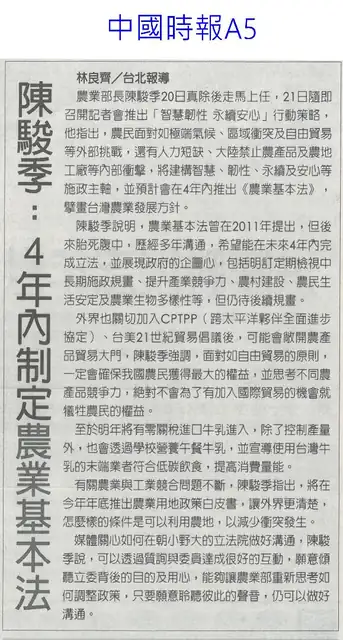 中國時報A5
陳駿季：4年內制定農業基本法
林良齊／台北報導
農業部長陳駿季20日真除後走馬上任，21日隨即
召開記者會推出「智慧韌性 永續安心」行動策略，
他指出，農民面對如極端氣候、區域衝突及自由貿易
等外部挑戰，還有人力短缺、大陸禁止農產品及農地
工廠等內部衝擊，將建構智慧、韌性、永續及安心等
施政主軸，並預計會在4年內推出《農業基本法》，
擘畫台灣農業發展方針。
陳駿季說明，農業基本法曾在2011年提出，但後
來胎死腹中，歷經多年溝通，希望能在未來4年內完
成立法，並展現政府的企圖心，包括明訂定期檢視中
長期施政規畫、提升產業競爭力、農村建設、農民生
活安定及農業生物多樣性等，但仍待後續規畫。
外界也關切加入CPTPP（跨太平洋夥伴全面進步
協定）、台美21世紀貿易倡議後，可能會敞開農產
品貿易大門，陳駿季強調，面對如自由貿易的原則，
一定會確保我國農民獲得最大的權益，並思考不同農
產品競爭力，絕對不會為了有加入國際貿易的機會就
犧牲農民的權益。
至於明年將有零關稅進口牛乳進入，除了控制產量
外，也會透過學校營養午餐牛乳，並宣導使用台灣牛
乳的末端業者符合低碳飲食，提高消費量能。
有關農業與工業競合問題不斷，陳駿季指出，將在
今年年底推出農業用地政策白皮書，讓外界更清楚，
怎麼樣的條件是可以利用農地，以減少衝突發生。
媒體關心如何在朝小野大的立法院做好溝通，陳駿
季說，可以透過質詢與委員達成很好的互動，願意傾
聽立委背後的目的及用心，能夠讓農業部重新思考如
何調整政策，只要願意聆聽彼此的聲音，仍可以做好
溝通。